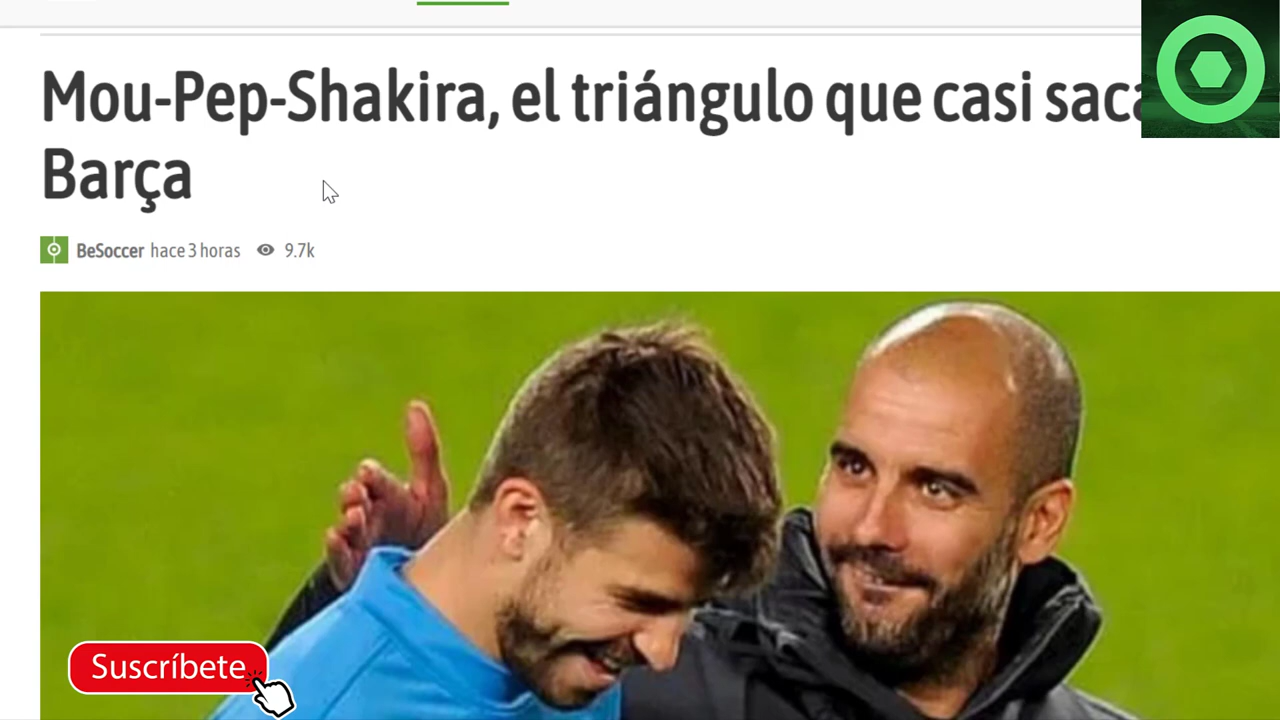 Mou-Pep-Shakira, el triángulo que casi saca
Barça
BeSoccer hace 3 horas 9.7k
Suscríbete